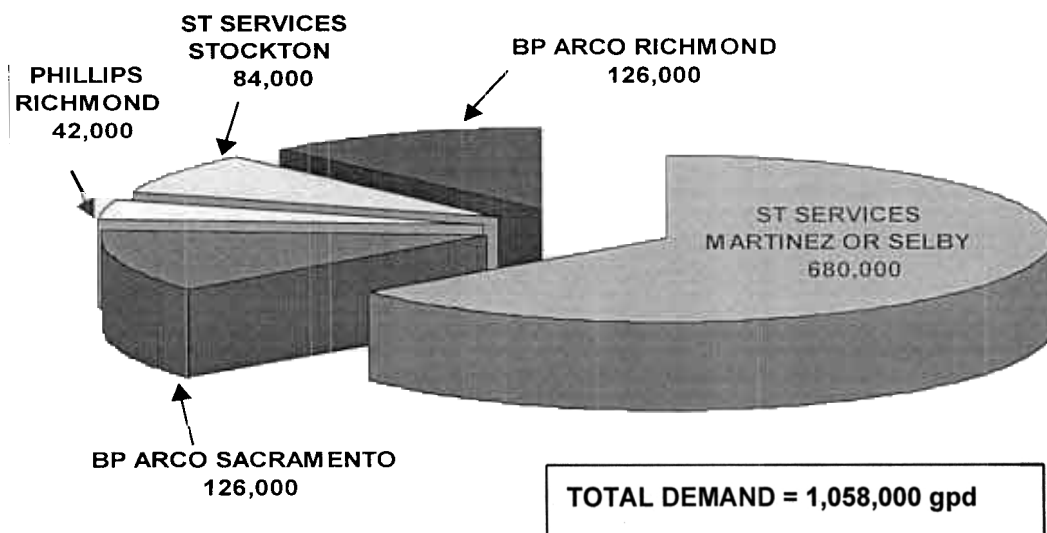 ST SERVICES
STOCKTON
84,000
BP ARCO RICHMOND
126,000
PHILLIPS
RICHMOND
42,000
ST SERVICES
MARTINEZ OR SELBY
680,000
BP ARCO SACRAMENTO
126,000
TOTAL DEMAND = 1,058,000 gpd